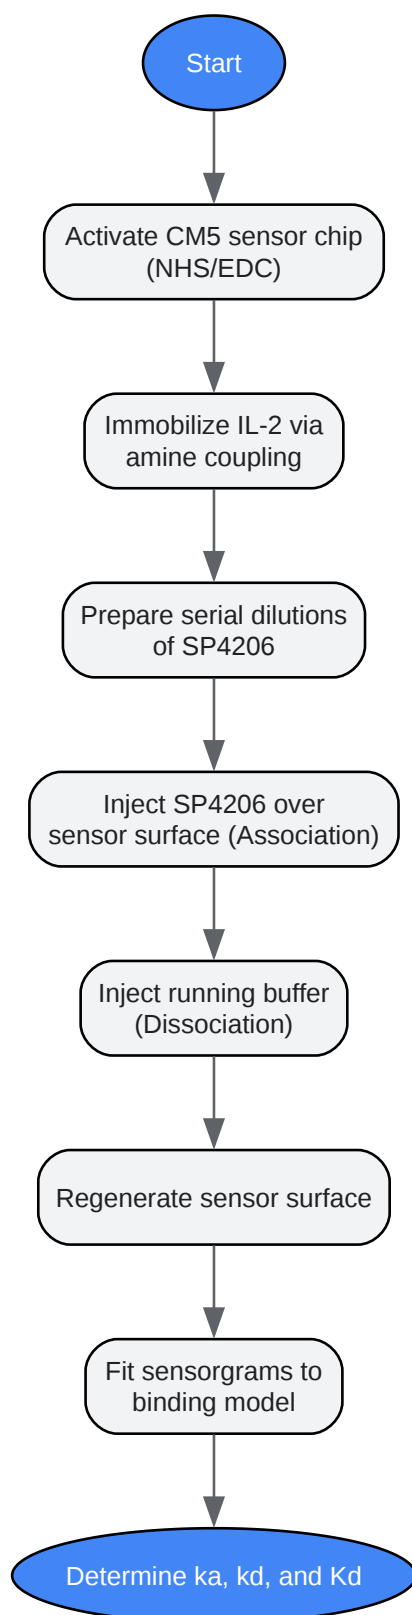 Start
Activate CM5 sensor chip
(NHS/EDC)
Immobilize IL-2 via
amine coupling
Prepare serial dilutions
of SP4206
Inject SP4206 over
sensor surface (Association)
Inject running buffer
(Dissociation)
Regenerate sensor surface
Fit sensorgrams to
binding model
Determine ka, kd, and Kd